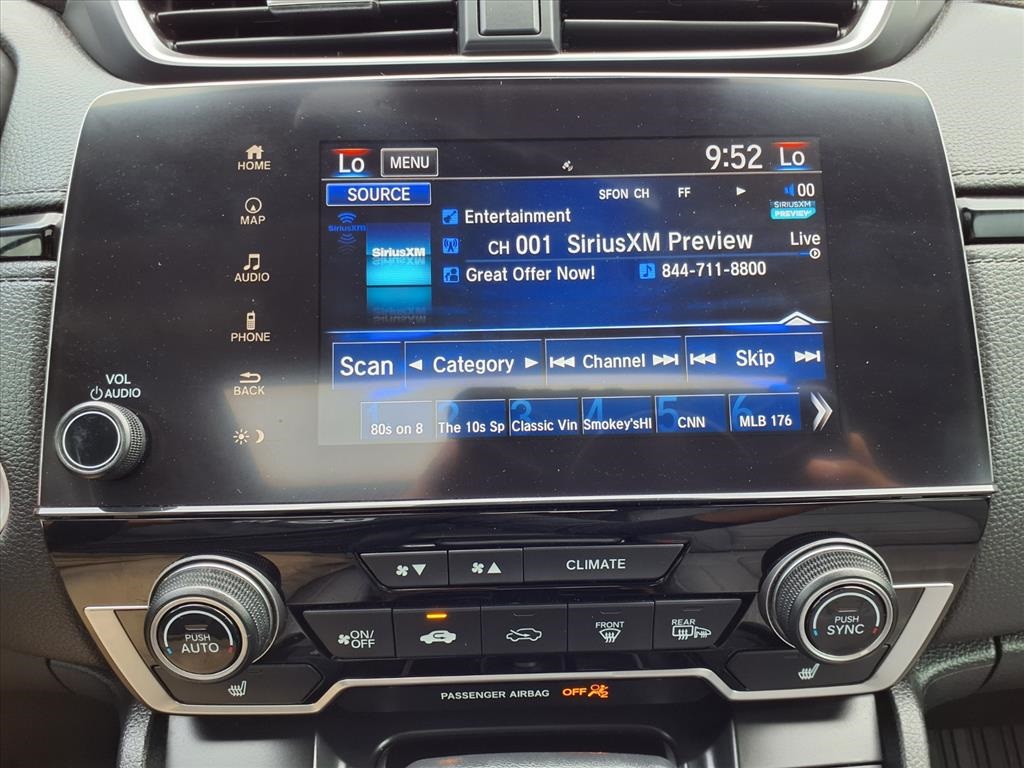 HOME
MAP
AUDIO
PHONE
BACK
VOL
AUDIO
Lo MENU 9:52 Lo
SOURCE SFON CH FF 00
SIRIUSXM
PREVIEW
SiriusXM
SiriusXM
Entertainment
CH 001 SiriusXM Preview Live
Great Offer Now! 844-711-8800
Scan Category Channel Skip
1 2 3 4 5 6
80s on 8 The 10s Sp Classic Vin Smokey'sHI CNN MLB 176
CLIMATE
PUSH
AUTO
ON/
OFF
FRONT
REAR
PUSH
SYNC
PASSENGER AIRBAG OFF